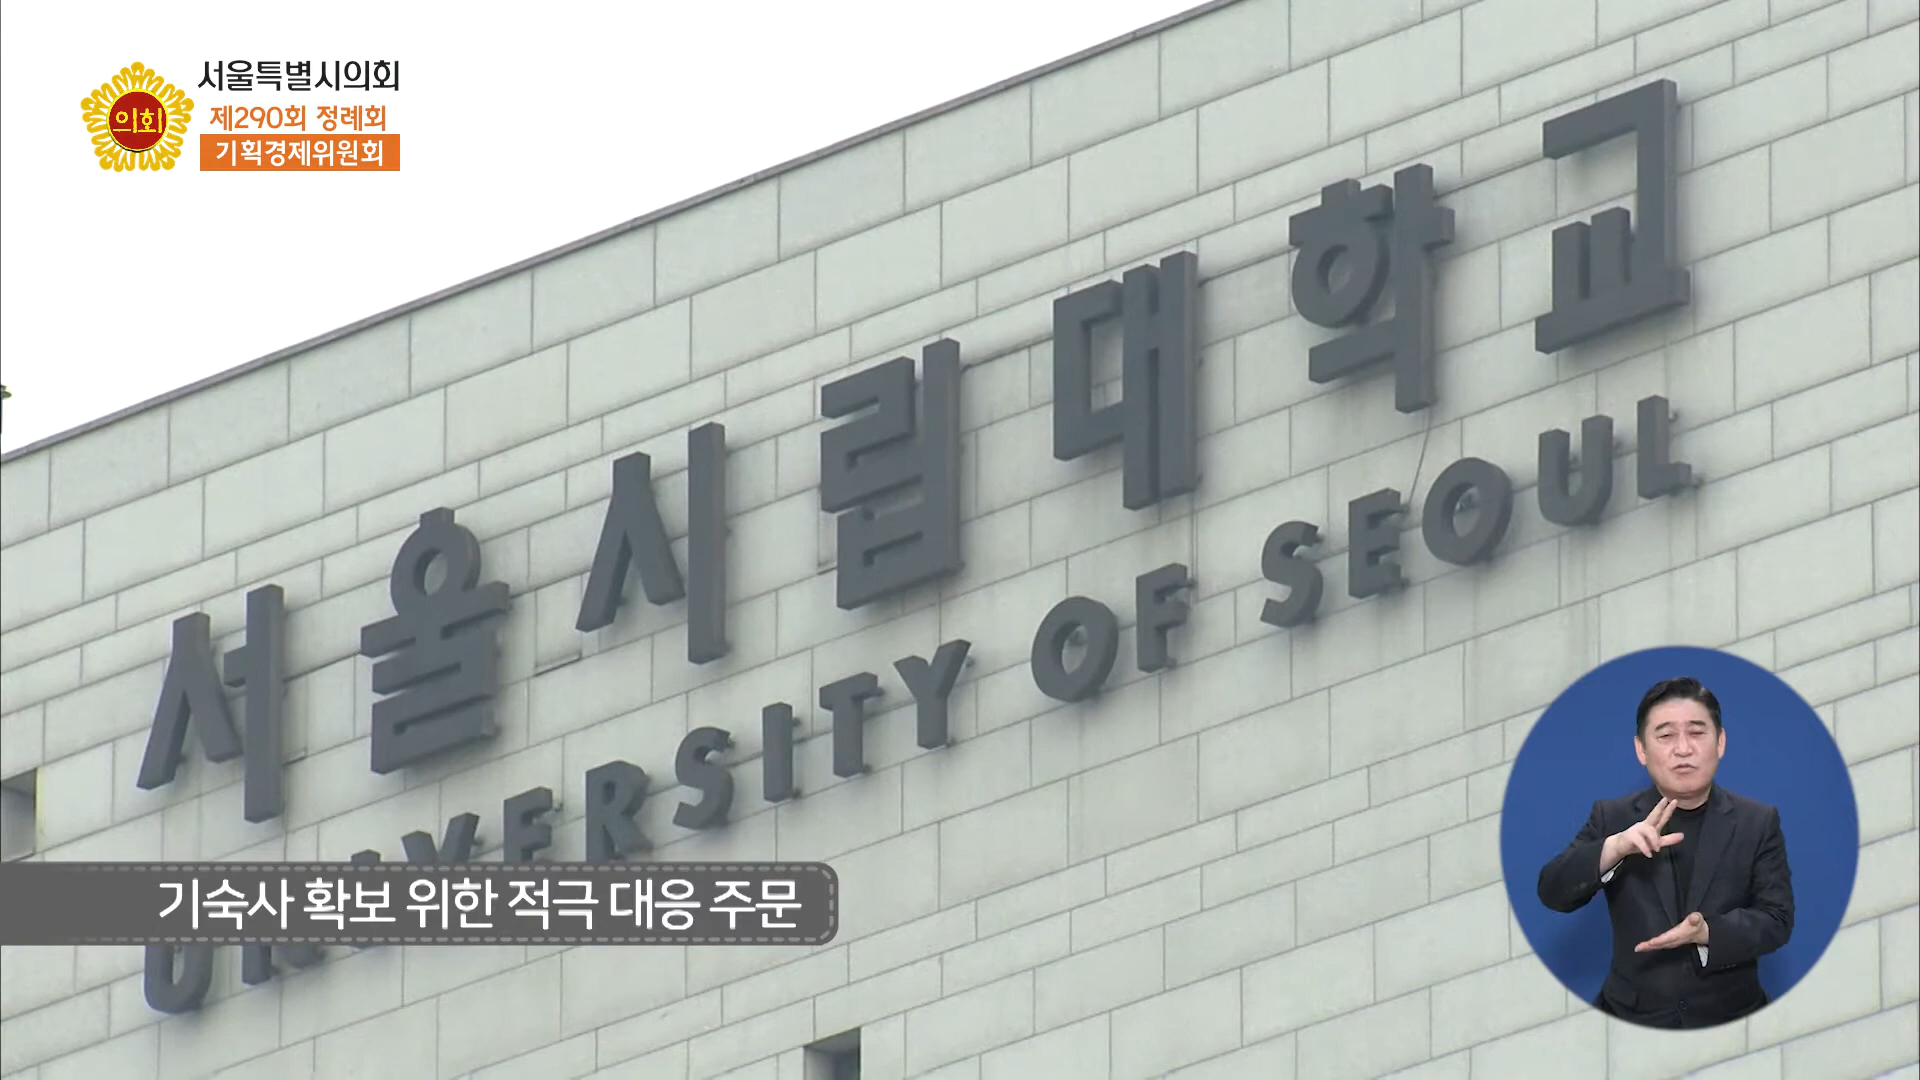 서울특별시의회
의회
제290회 정례회
기획경제위원회
서울시립대학교
UNIVERSITY OF SEOUL
기숙사 확보 위한 적극 대응 주문